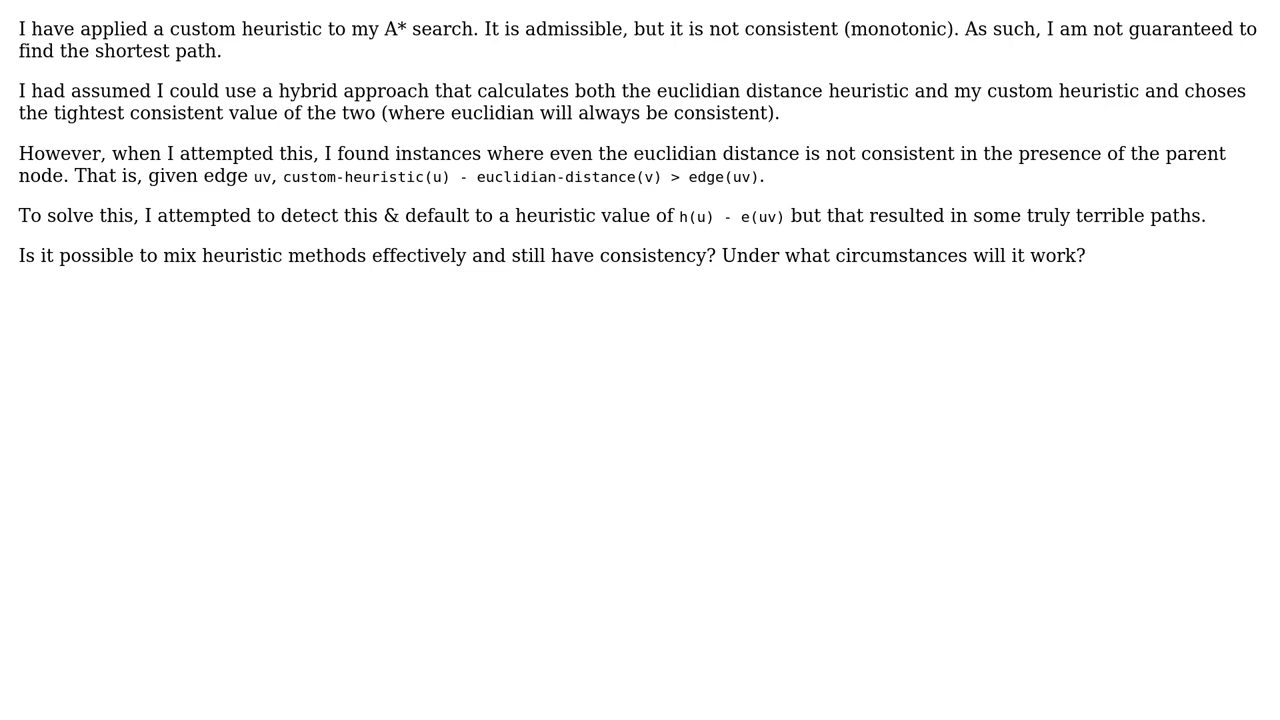 I have applied a custom heuristic to my A* search. It is admissible, but it is not consistent (monotonic). As such, I am not guaranteed to
find the shortest path.
I had assumed I could use a hybrid approach that calculates both the euclidean distance heuristic and my custom heuristic and choses
the tightest consistent value of the two (where euclidian will always be consistent).
However, when I attempted this, I found instances where even the euclidian distance is not consistent in the presence of the parent
node. That is, given edge uv, custom-heuristic(u) - euclidian-distance(v) > edge(uv).
To solve this, I attempted to detect this & default to a heuristic value of h(u) - e(uv) but that resulted in some truly terrible paths.
Is it possible to mix heuristic methods effectively and still have consistency? Under what circumstances will it work?